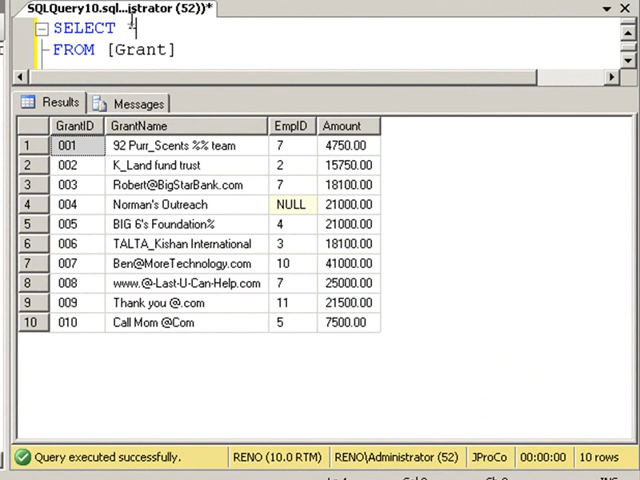 SQLQuery10.sql...istrator (52))*
SELECT *
FROM [Grant]
Results Messages
GrantID GrantName EmpID Amount
1 001 92 Purr_Scents %% team 7 4750.00
2 002 K_Land fund trust 2 15750.00
3 003 Robert@BigStarBank.com 7 18100.00
4 004 Norman's Outreach NULL 21000.00
5 005 BIG 6's Foundation% 4 21000.00
6 006 TALTA_Kishan International 3 18100.00
7 007 Ben@MoreTechnology.com 10 41000.00
8 008 www.@-Last-U-Can-Help.com 7 25000.00
9 009 Thank you @.com 11 21500.00
10 010 Call Mom @Com 5 7500.00
Query executed successfully. RENO (10.0 RTM) RENO\Administrator (52) JProCo 00:00:00 10 rows